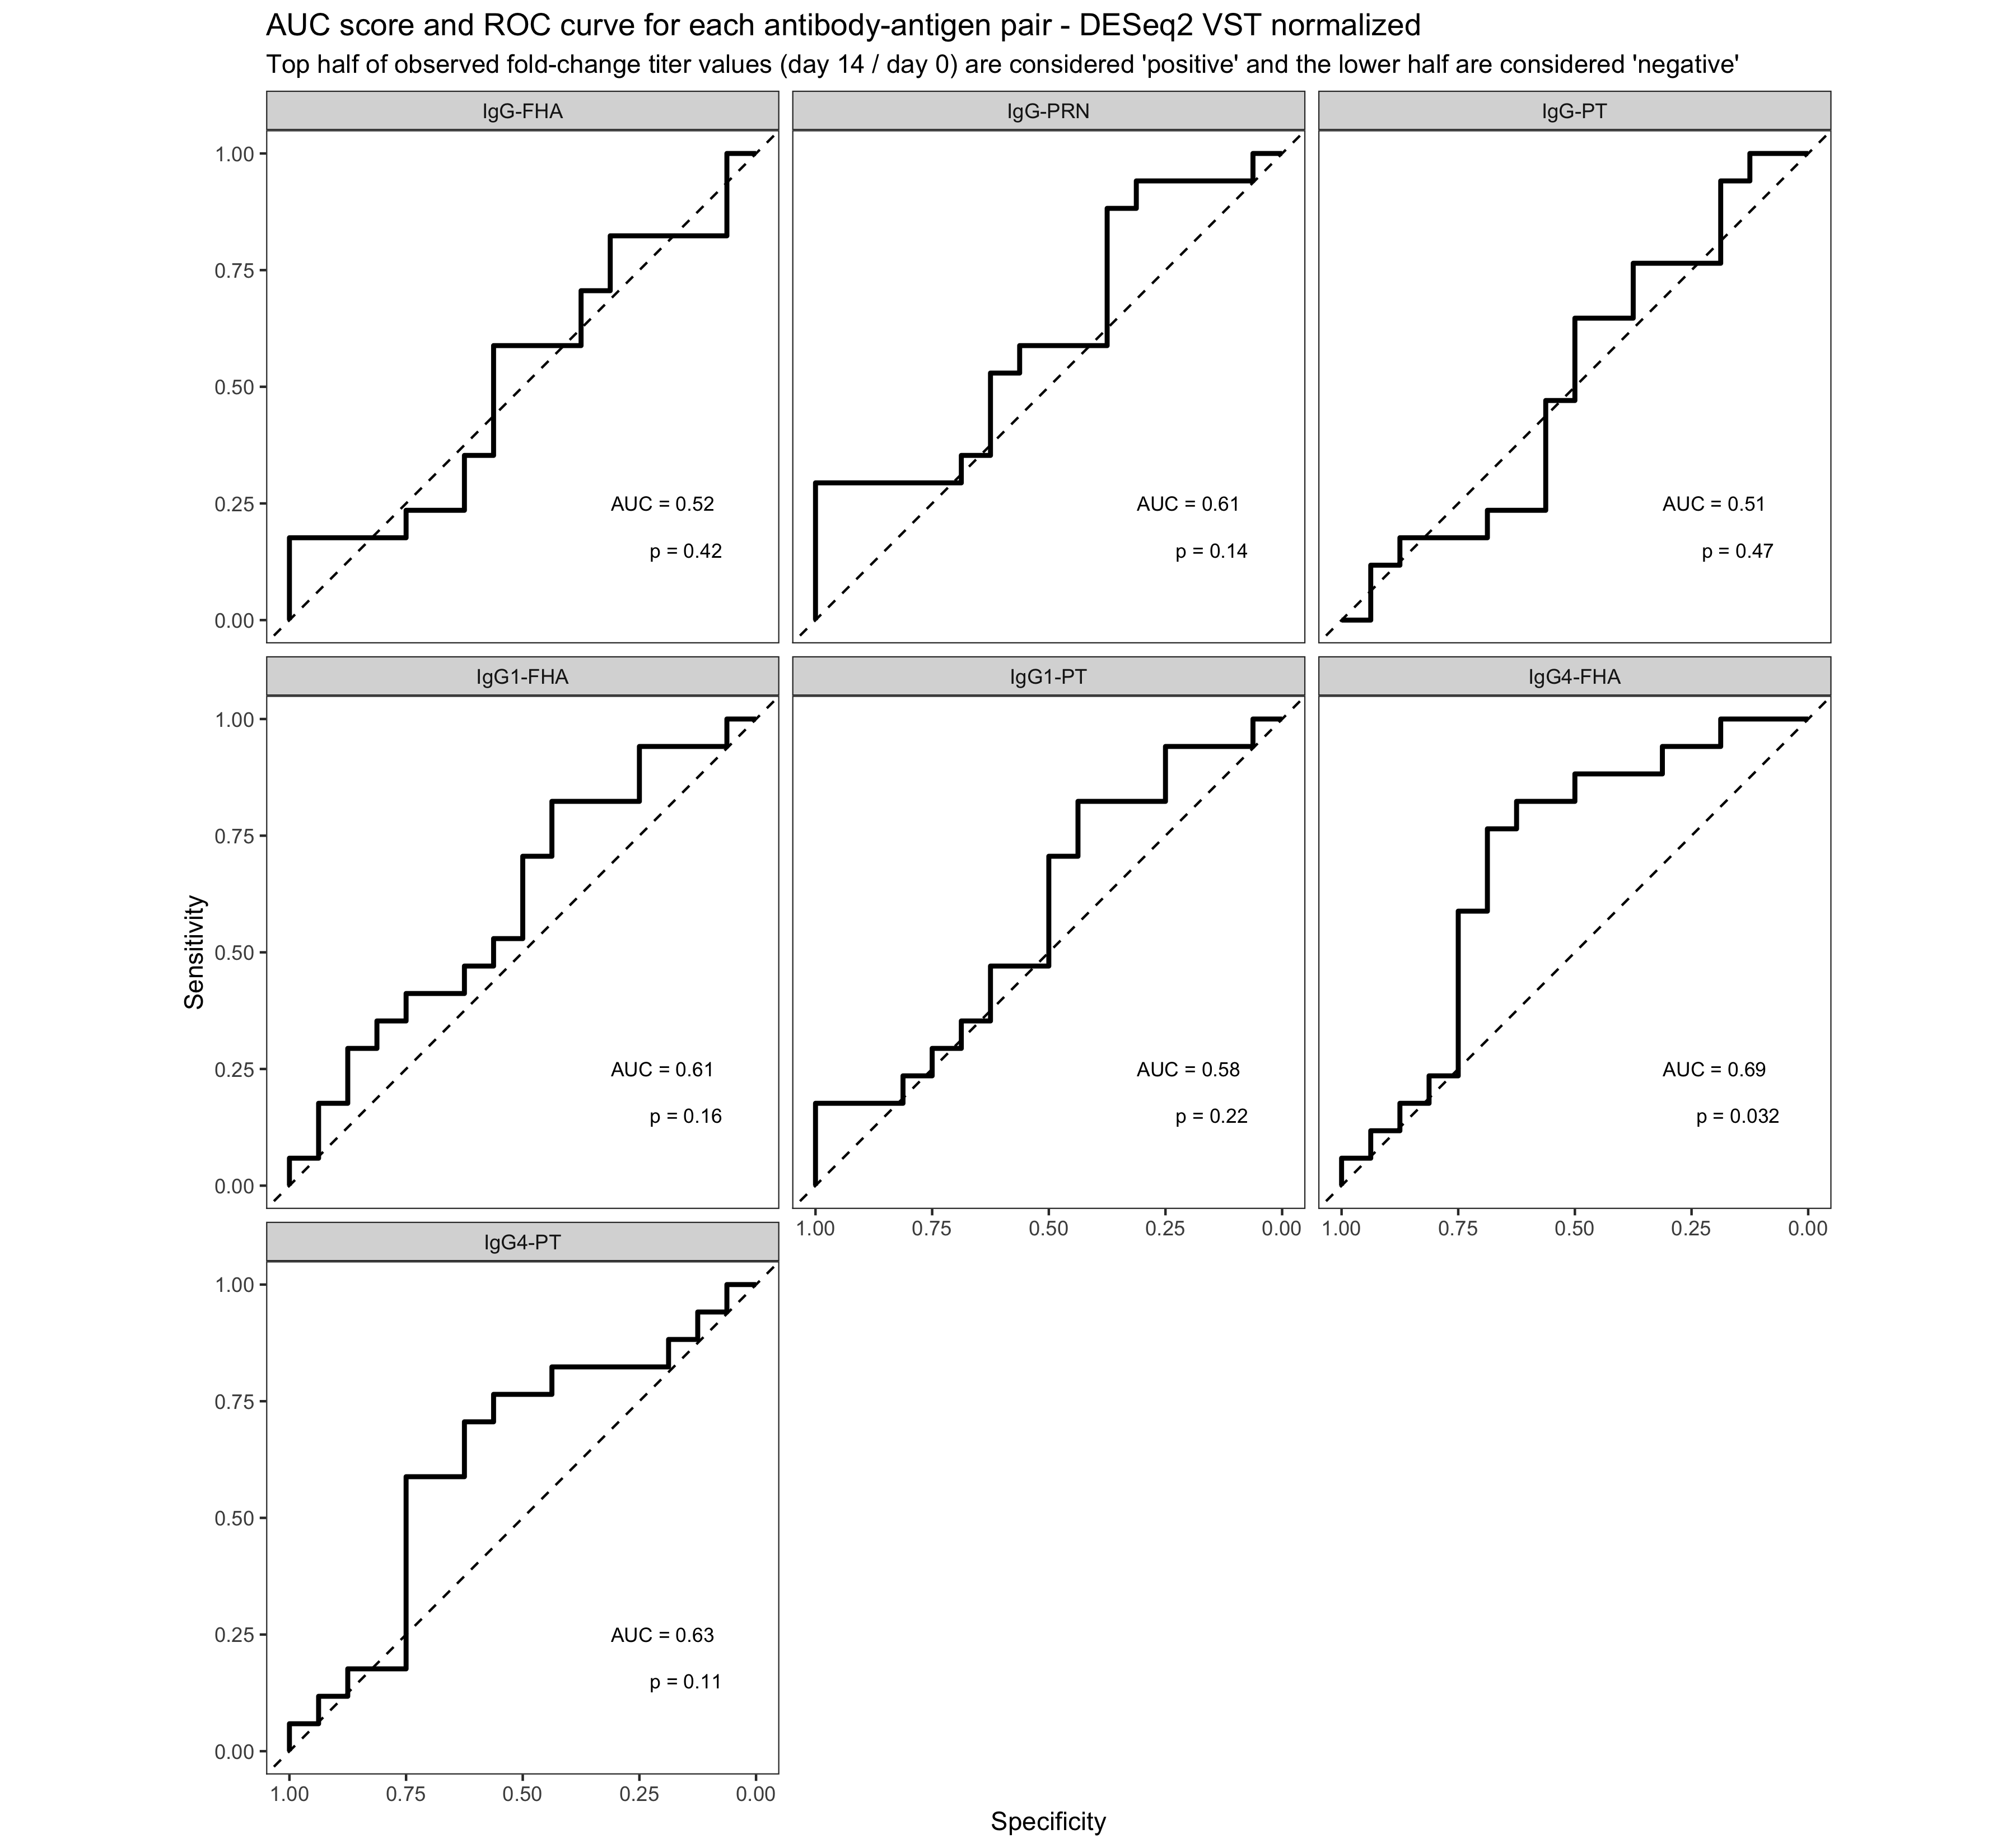 AUC score and ROC curve for each antibody-antigen pair - DESeq2 VST normalized
Top half of observed fold-change titer values (day 14 / day 0) are considered 'positive' and the lower half are considered 'negative'
IgG-FHA
IgG-PRN
IgG-PT
1.00
0.75
0.50
0.25
0.00
AUC = 0.52
p = 0.42
AUC = 0.61
p = 0.14
AUC = 0.51
p = 0.47
IgG1-FHA
IgG1-PT
IgG4-FHA
Sensitivity
1.00
0.75
0.50
0.25
0.00
AUC = 0.61
p = 0.16
AUC = 0.58
p = 0.22
AUC = 0.69
p = 0.032
1.00 0.75 0.50 0.25 0.00
1.00 0.75 0.50 0.25 0.00
IgG4-PT
1.00
0.75
0.50
0.25
0.00
AUC = 0.63
p = 0.11
1.00 0.75 0.50 0.25 0.00
Specificity